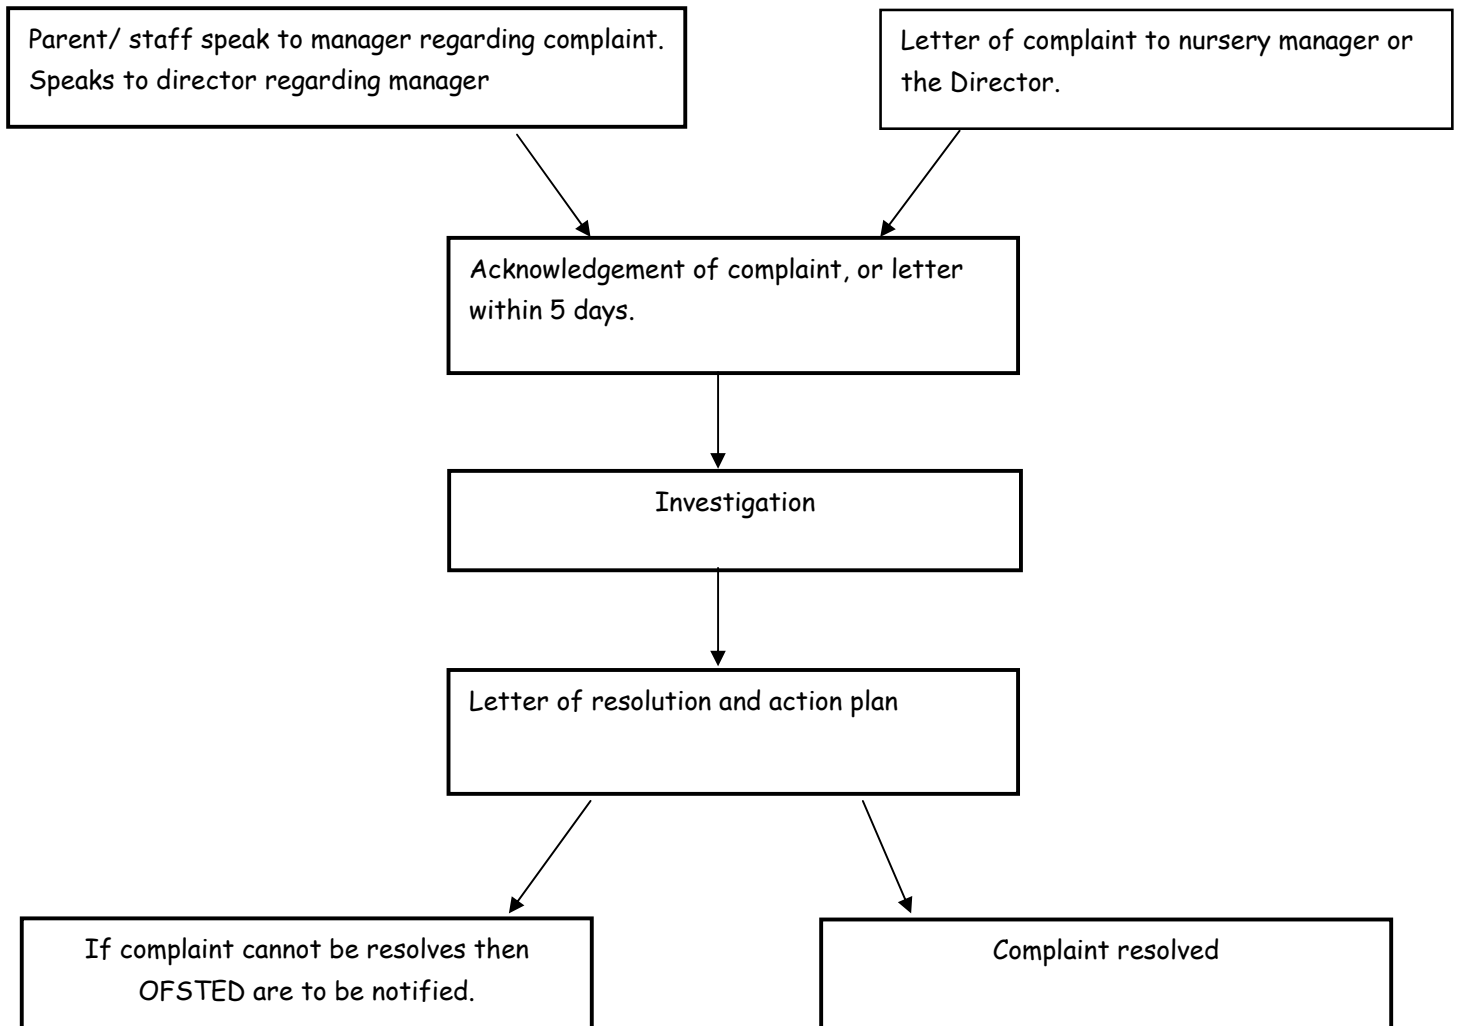 Parent/ staff speak to manager regarding complaint.
Speaks to director regarding manager
Letter of complaint to nursery manager or
the Director.
Acknowledgement of complaint, or letter
within 5 days.
Investigation
Letter of resolution and action plan
If complaint cannot be resolves then
OFSTED are to be notified.
Complaint resolved